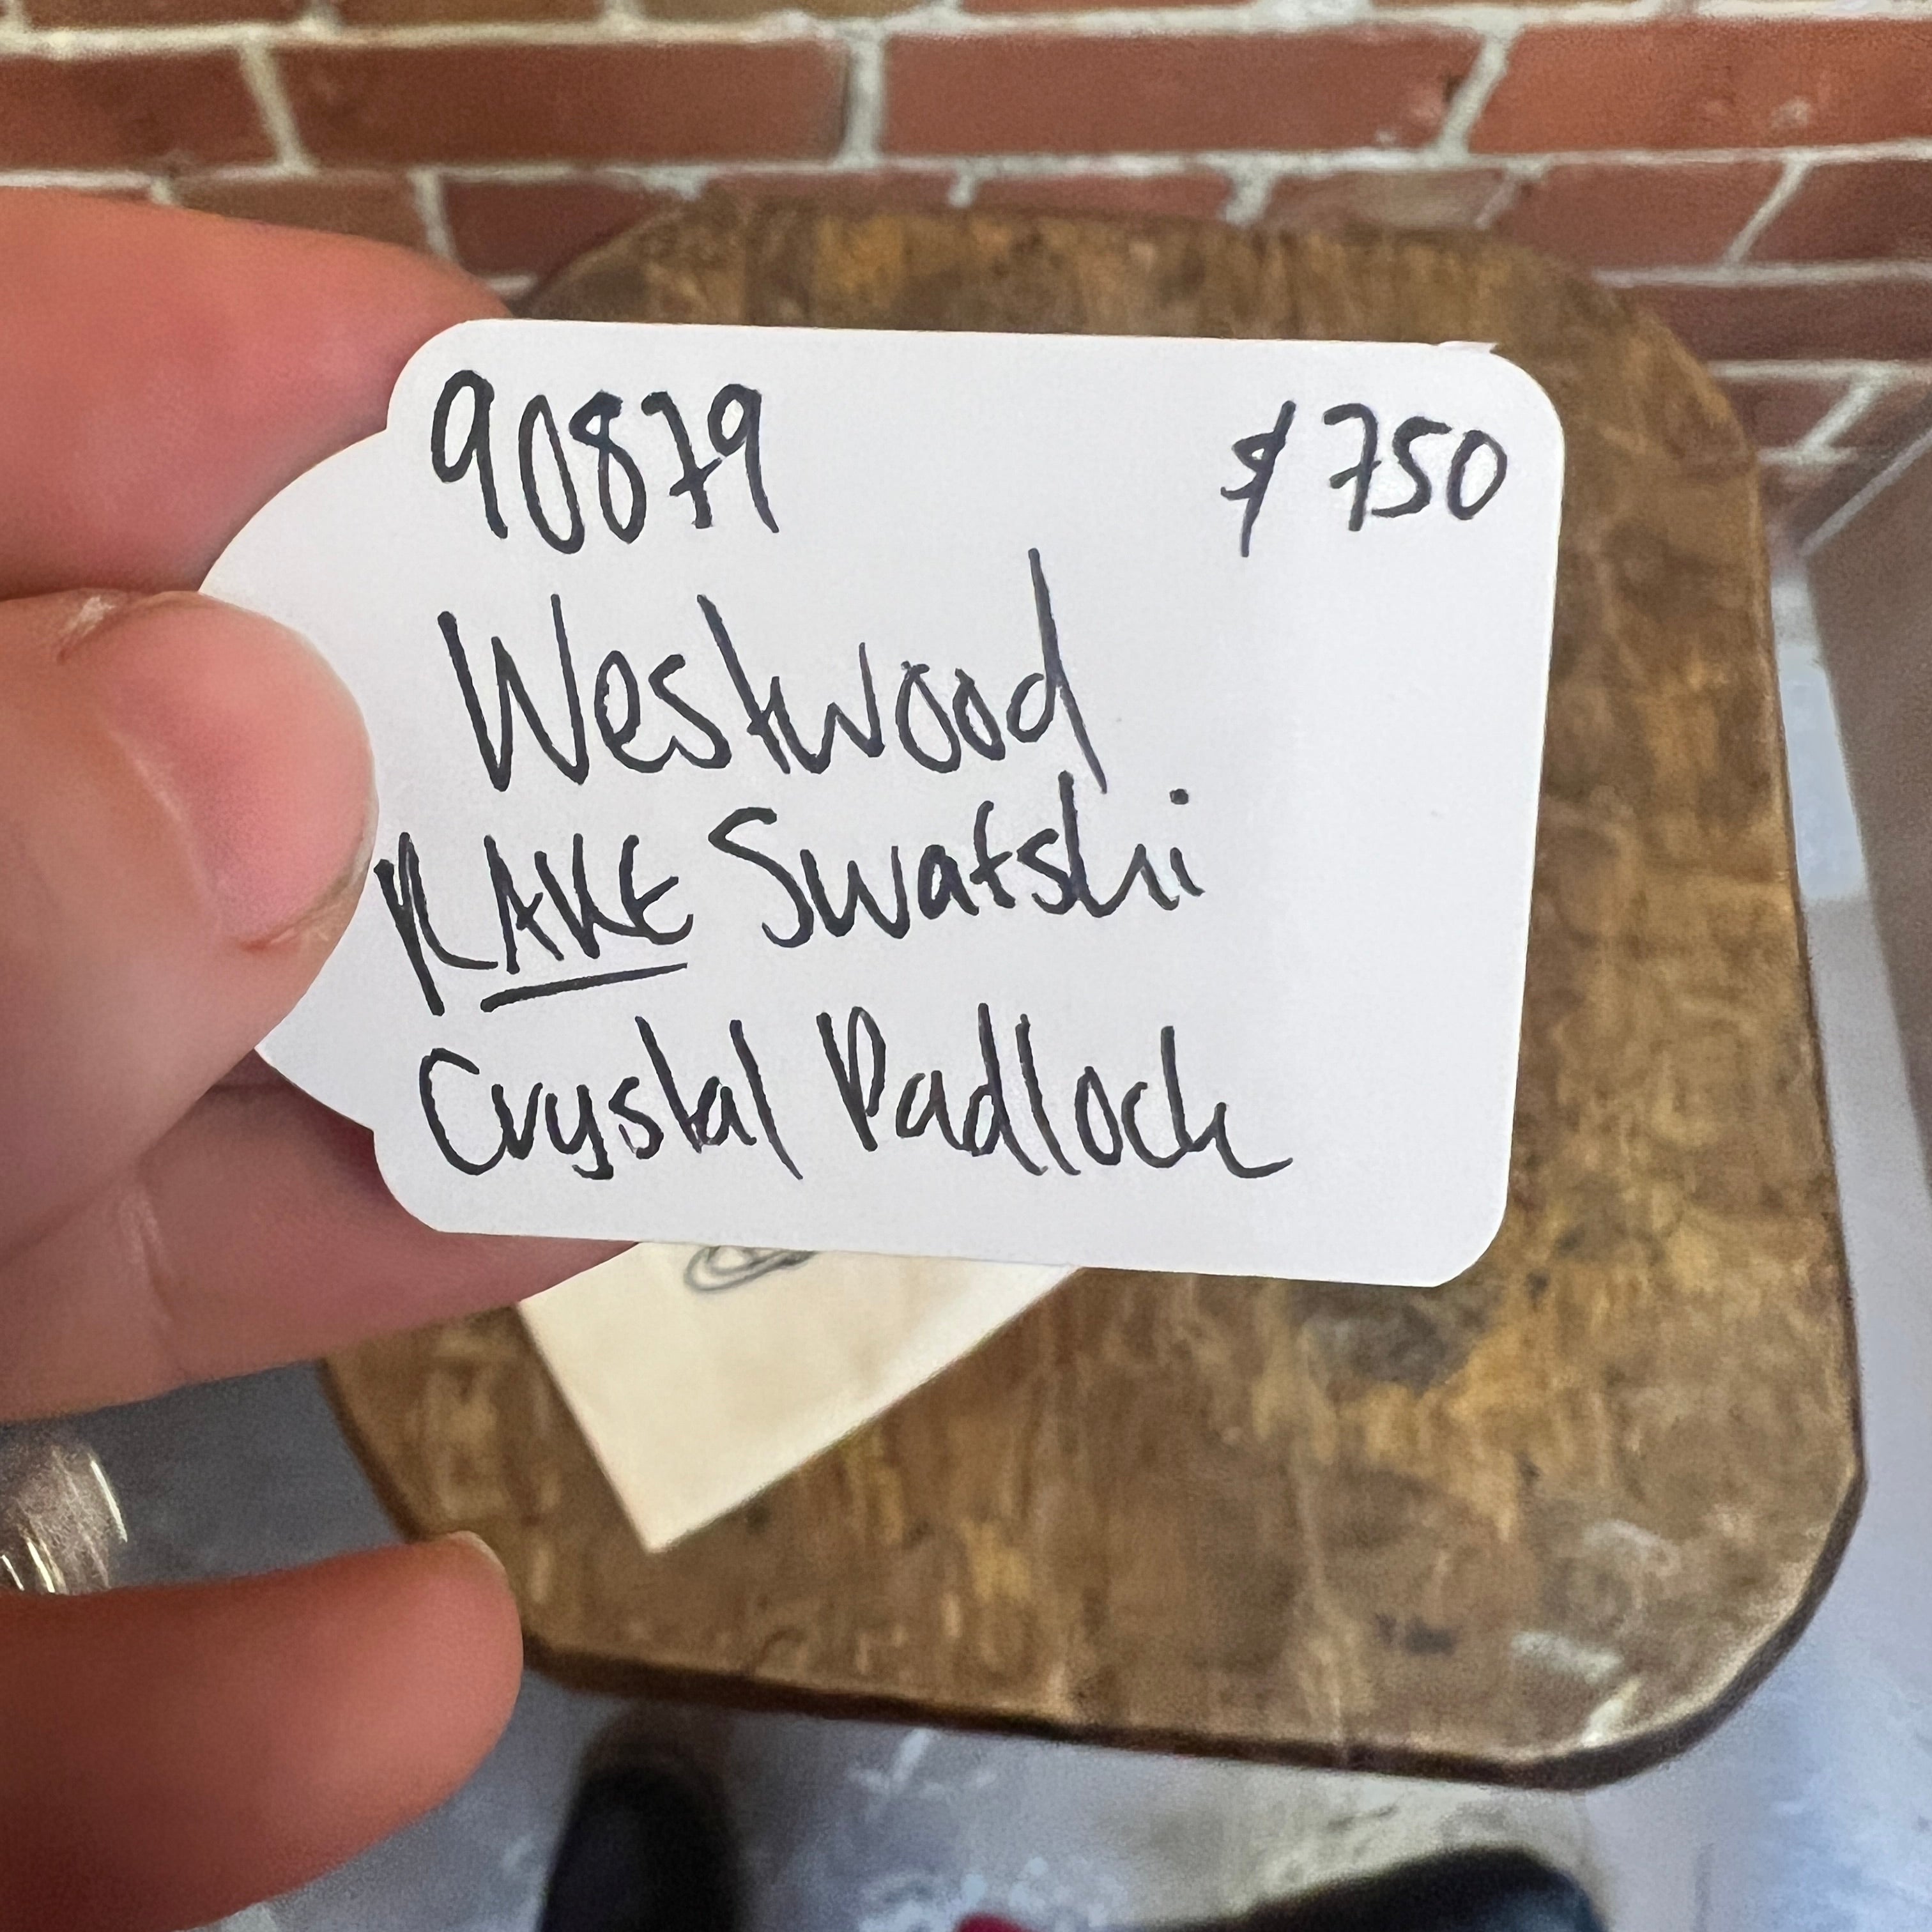 90879 $750
Westwood
RARE Swatski
Crystal Padlock